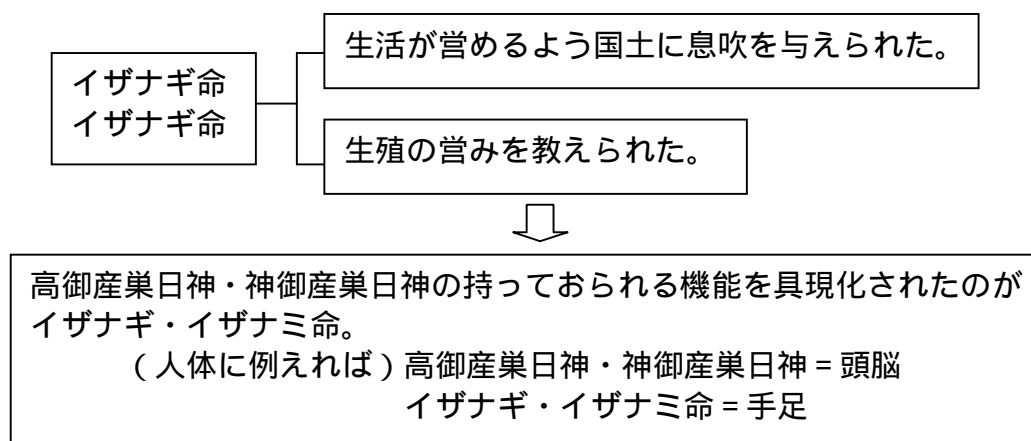 イザナギ命
イザナギ命
生活が営めるよう国土に息吹を与えられた。
生殖の営みを教えられた。
高御産巣日神・神御産巣日神の持っておられる機能を具現化されたのが
イザナギ・イザナミ命。
（人体に例えれば）高御産巣日神・神御産巣日神＝頭脳
イザナギ・イザナミ命＝手足